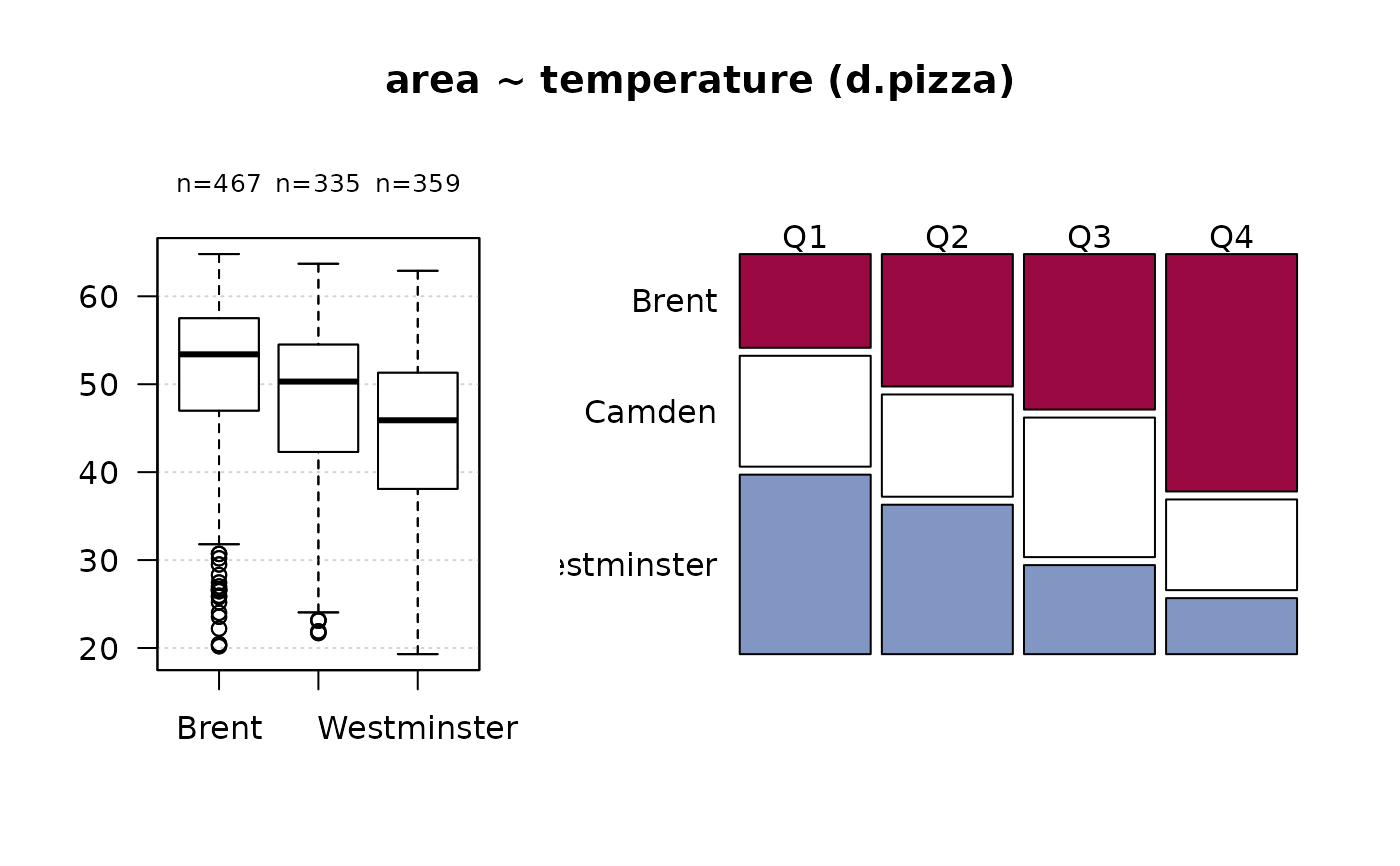 area ~ temperature (d.pizza)
n=467 n=335 n=359
60
50
40
30
20
Brent Westminster
Q1 Q2 Q3 Q4
Brent
Camden
estminster